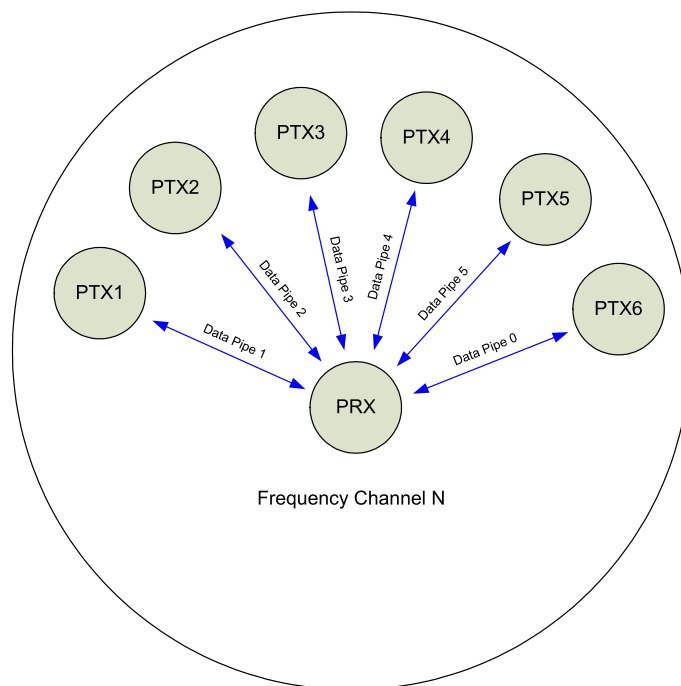 PTX3
PTX4
PTX2
PTX5
PTX1
PTX6
Data Pipe 1
Data Pipe 2
Data Pipe 3
Data Pipe 4
Data Pipe 5
Data Pipe 0
PRX
Frequency Channel N